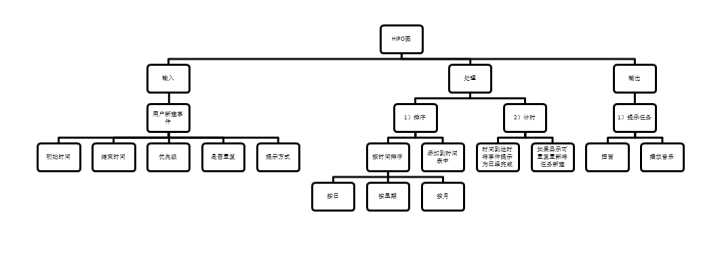 HIPO图
输入
处理
输出
用户新建事
件
1）排序
2）计时
1）提示任务
初始时间
结束时间
优先级
是否重复
提示方式
按时间排序
添加到时间
表中
时间到达时
将事件提示
为已经完成
如果显示可
重复重新将
任务新建
播放音乐
按日
按星期
按月